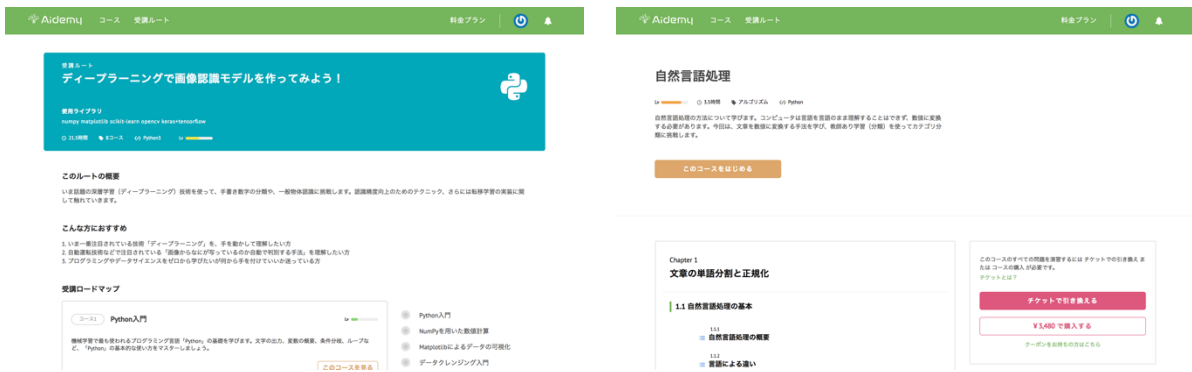 Aidemy コース 受講ルート 料金プラン
受講ルート
ディープラーニングで画像認識モデルを作ってみよう！
使用ライブラリ
numpy matplotlib scikit-learn opencv keras+tensorflow
21.5時間 8コース Python3 Lv
このルートの概要
いま話題の深層学習（ディープラーニング）技術を使って、手書き数字の分類や、一般物体認識に挑戦します。認識精度向上のためのテクニック、さらには転移学習の実装に関
して触れていきます。
こんな方におすすめ
1. いま一番注目されている技術「ディープラーニング」を、手を動かして理解したい方
2. 自動運転技術などで注目されている「画像からなにが写っているのか自動で判別する手法」を理解したい方
3. プログラミングやデータサイエンスをゼロから学びたいが何から手を付けていいか迷っている方
受講ロードマップ
コース1 Python入門 Lv
機械学習で最も使われるプログラミング言語「Python」の基礎を学びます。文字の出力、変数の概要、条件分岐、ループな
ど、「Python」の基本的な使い方をマスターしましょう。
このコースを見る
Python入門
NumPyを用いた数値計算
Matplotlibによるデータの可視化
データクレンジング入門
Aidemy コース 受講ルート 料金プラン
自然言語処理
Lv 3.5時間 アルゴリズム Python
自然言語処理の方法について学びます。コンピュータは言語を言語のまま理解することはできず、数値に変換
する必要があります。今回は、文章を数値に変換する手法を学び、教師あり学習（分類）を使ってカテゴリ分
類に挑戦します。
このコースをはじめる
Chapter 1
文章の単語分割と正規化
1.1 自然言語処理の基本
1.1.1
自然言語処理の概要
1.1.2
言語による違い
このコースのすべての問題を演習するには チケットでの引き換え ま
たは コースの購入 が必要です。
チケットとは？
チケットで引き換える
¥3,480 で購入する
クーポンをお持ちの方はこちら